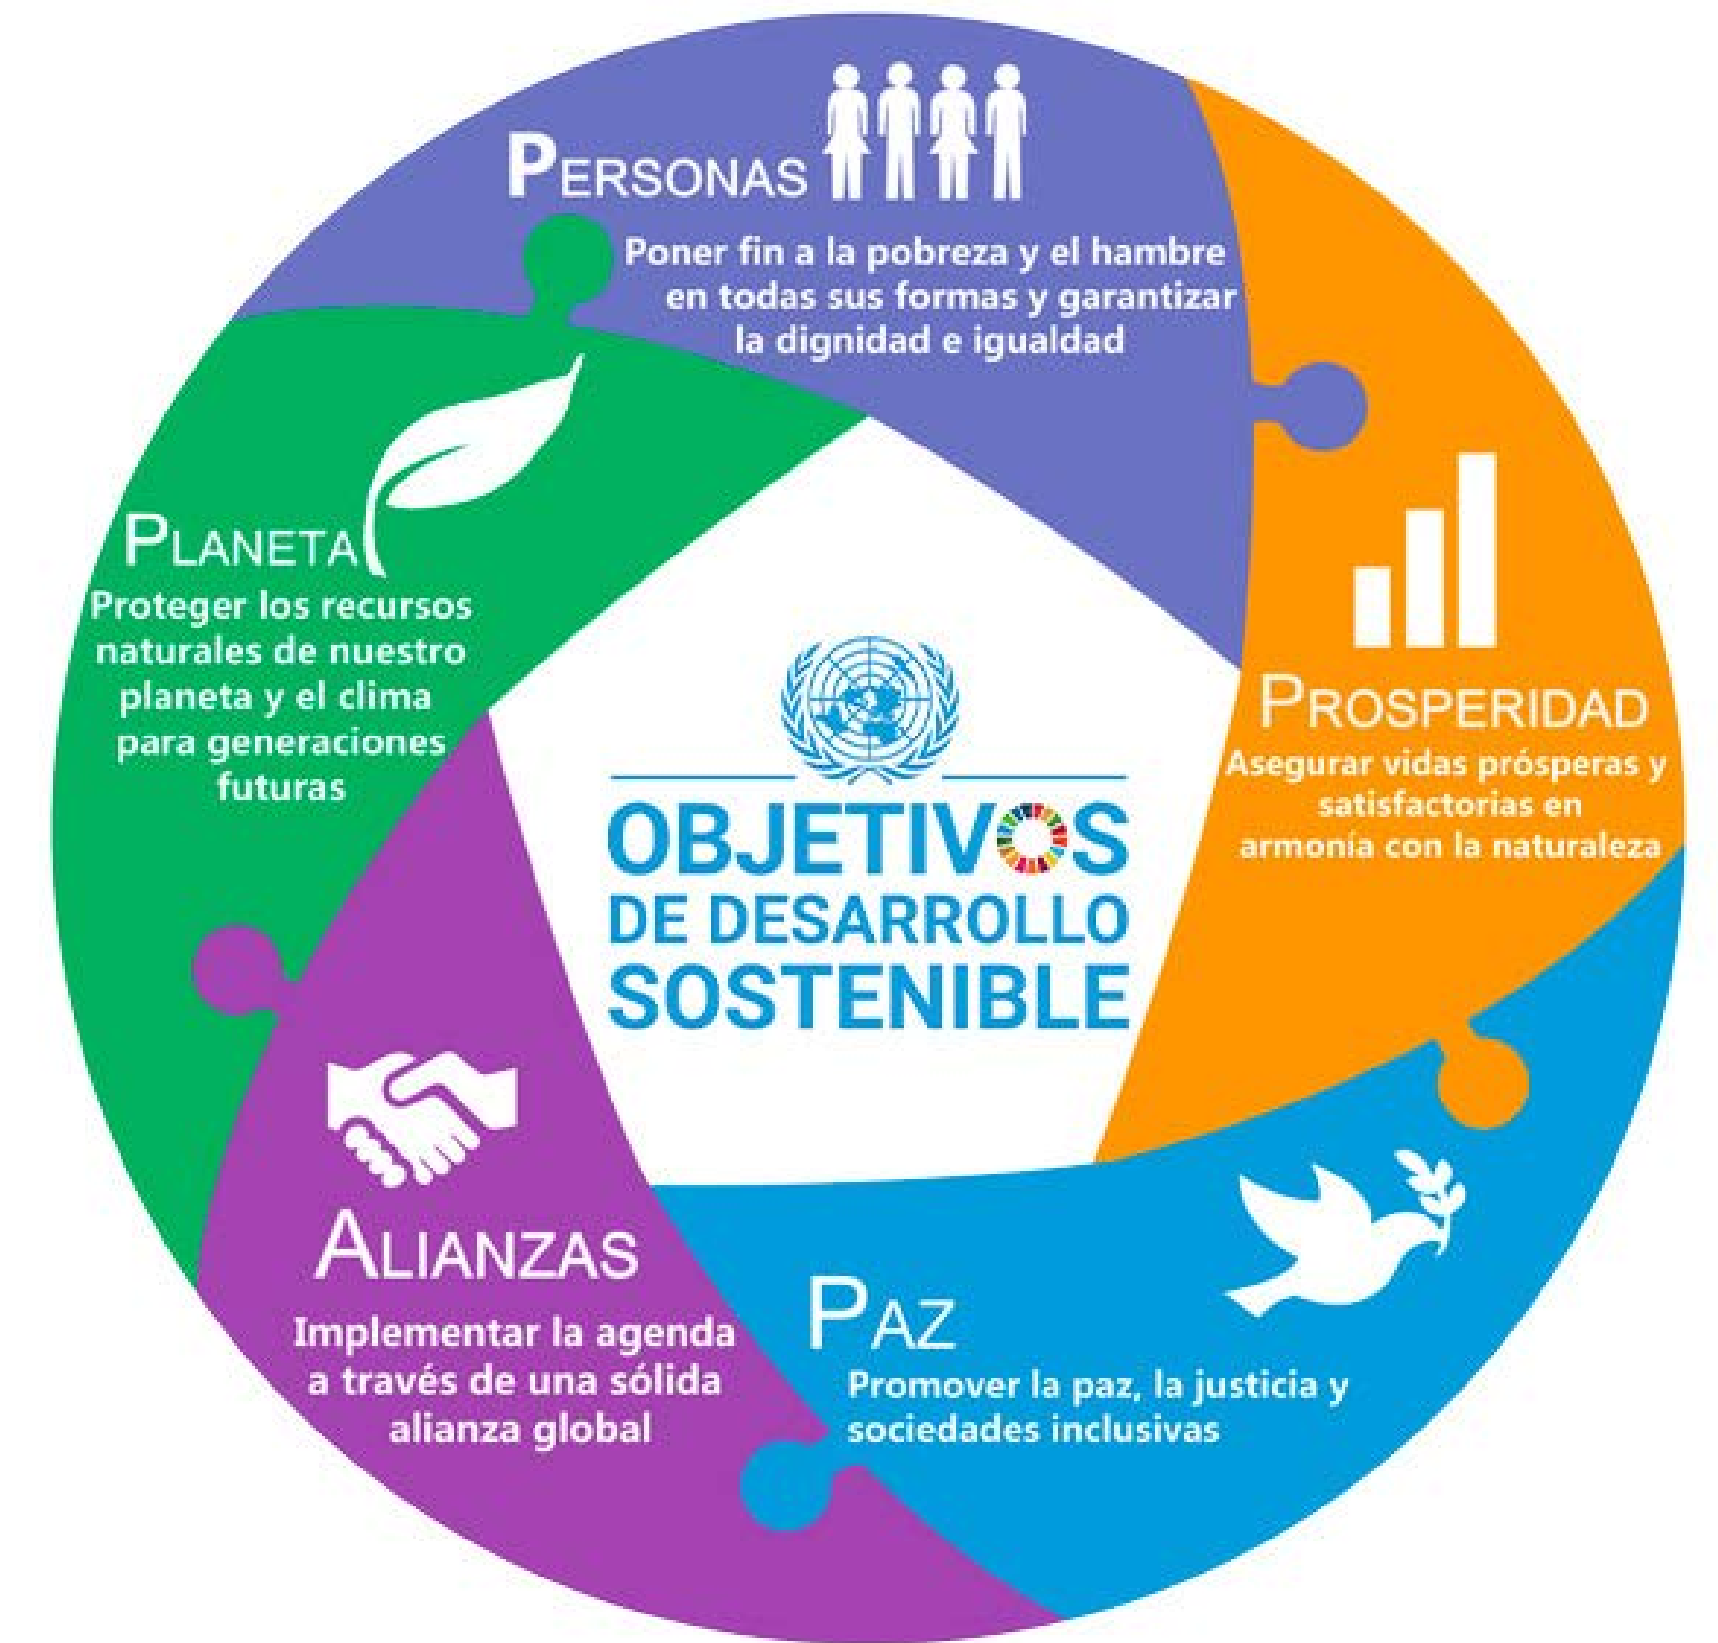 PERSONAS
Poner fin a la pobreza y el hambre
en todas sus formas y garantizar
la dignidad e igualdad
PROSPERIDAD
Asegurar vidas prósperas y
satisfactorias en
armonía con la naturaleza
PAZ
Promover la paz, la justicia y
sociedades inclusivas
ALIANZAS
Implementar la agenda
a través de una sólida
alianza global
PLANETA
Proteger los recursos
naturales de nuestro
planeta y el clima
para generaciones
futuras
OBJETIVOS
DE DESARROLLO
SOSTENIBLE